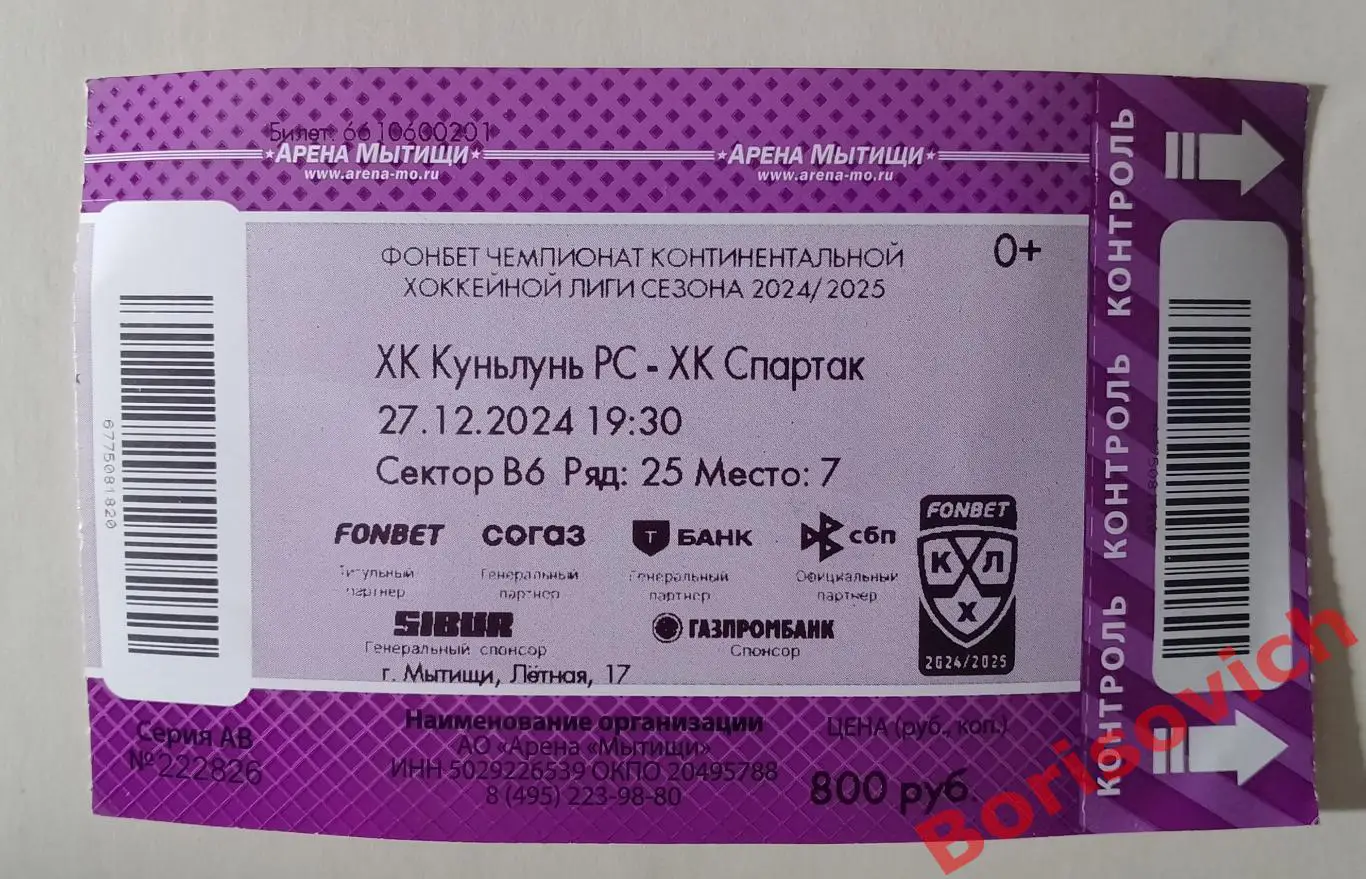 Билет: 6610600201
АРЕНА МЫТИЩИ
www.arena-mo.ru
АРЕНА МЫТИЩИ
www.arena-mo.ru
ФОНБЕТ ЧЕМПИОНАТ КОНТИНЕНТАЛЬНОЙ
ХОККЕЙНОЙ ЛИГИ СЕЗОНА 2024/2025
0+
ХК Куньлунь РС - ХК Спартак
27.12.2024 19:30
Сектор В6 Ряд: 25 Место: 7
6775081820
FONBET
Титульный
партнер
СОГАЗ
Генеральный
партнер
Т БАНК
Генеральный
партнер
сбп
Официальный
партнер
SIBUR
Генеральный спонсор
ГАЗПРОМБАНК
Спонсор
FONBET
К Л
Х
2024/2025
г. Мытищи, Лётная, 17
Серия АВ
№222826
Наименование организации
АО «Арена «Мытищи»
ИНН 5029226539 ОКПО 20495788
8 (495) 223-98-80
ЦЕНА (руб., коп.)
800 руб.
КОНТРОЛЬ КОНТРОЛЬ КОНТРОЛЬ
BorisOvich